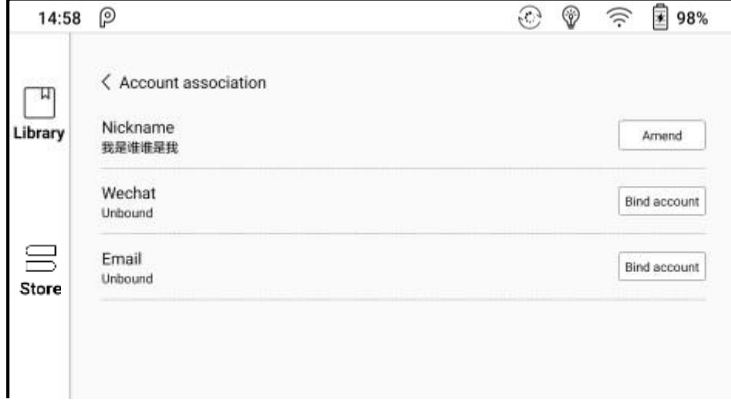 14:58
98%
Account association
Library
Nickname
我是谁谁是我
Amend
Wechat
Unbound
Bind account
Email
Unbound
Bind account
Store